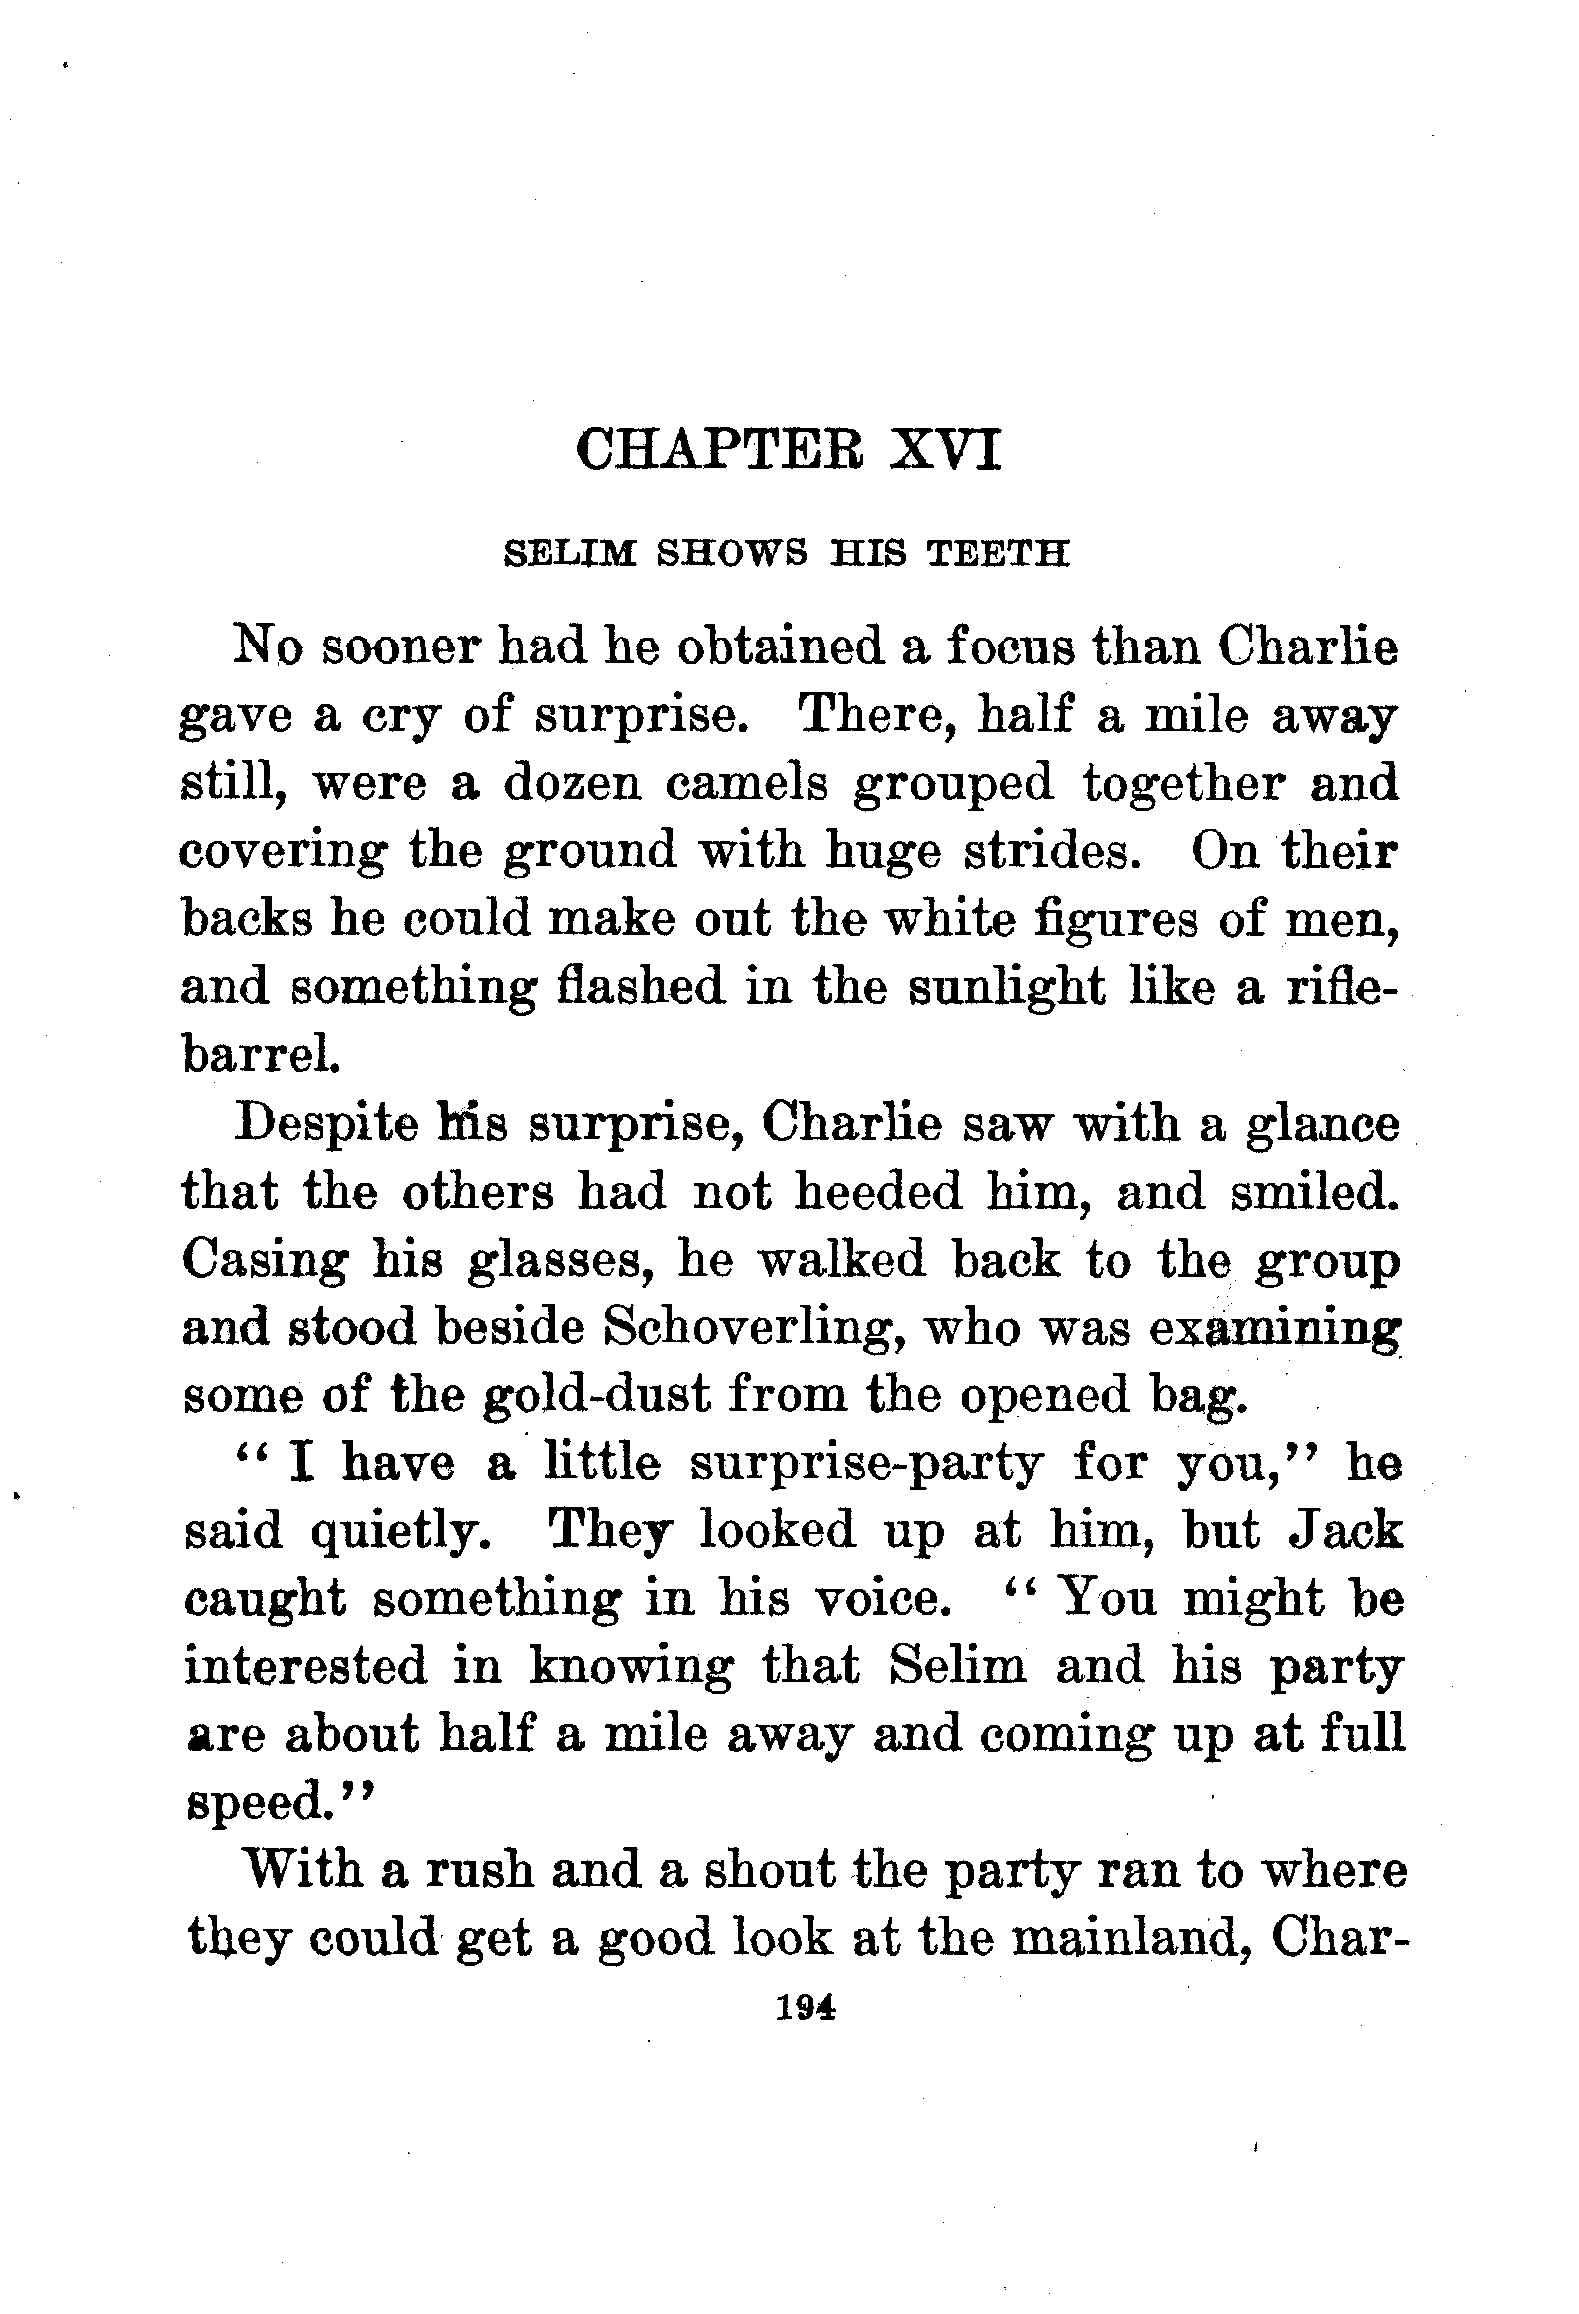 CHAPTER XVI
SELIM SHOWS HIS TEETH
No sooner had he obtained a focus than Charlie
gave a cry of surprise. There, half a mile away
still, were a dozen camels grouped together and
covering the ground with huge strides. On their
backs he could make out the white figures of men,
and something flashed in the sunlight like a rifle-
barrel.
Despite his surprise, Charlie saw with a glance
that the others had not heeded him, and smiled.
Casing his glasses, he walked back to the group
and stood beside Schoverling, who was examining
some of the gold-dust from the opened bag.
“ I have a little surprise-party for you,” he
said quietly. They looked up at him, but Jack
caught something in his voice. “ You might be
interested in knowing that Selim and his party
are about half a mile away and coming up at full
speed.”
With a rush and a shout the party ran to where
they could get a good look at the mainland, Char-
194